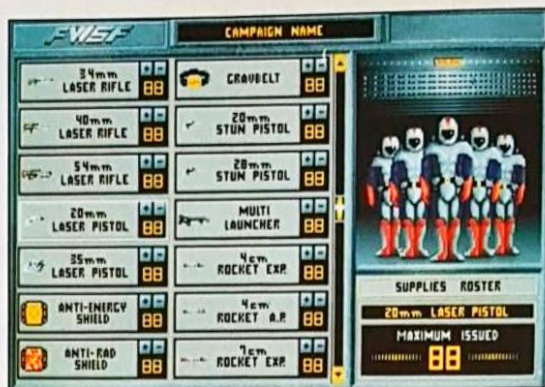 FWSF
CAMPAIGN NAME
34mm
LASER RIFLE
88
40mm
LASER RIFLE
88
54mm
LASER RIFLE
88
20mm
LASER PISTOL
88
35mm
LASER PISTOL
88
ANTI-ENERGY
SHIELD
88
ANTI-RAD
SHIELD
88
GRAVBELT
88
20mm
STUN PISTOL
88
28mm
STUN PISTOL
88
MULTI
LAUNCHER
88
4cm
ROCKET EXP.
88
4cm
ROCKET A.P.
88
7cm
ROCKET EXP.
88
SUPPLIES ROSTER
20mm LASER PISTOL
MAXIMUM ISSUED
88